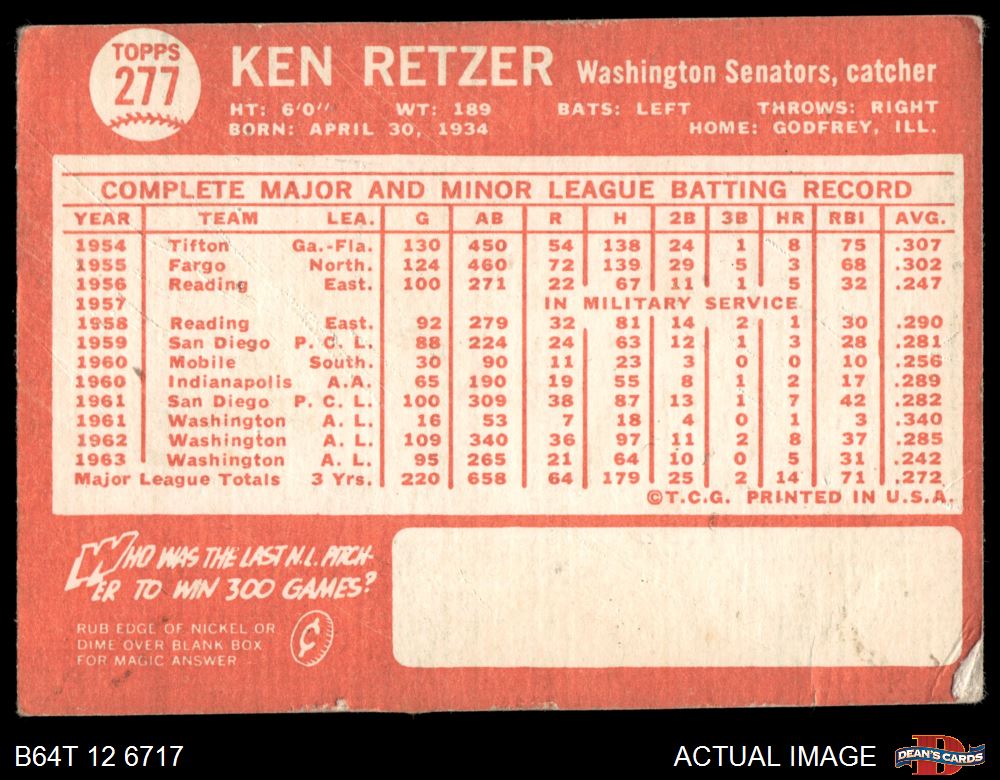 TOPPS
277
KEN RETZER Washington Senators, catcher
HT: 6'0" WT: 189 BATS: LEFT THROWS: RIGHT
BORN: APRIL 30, 1934 HOME: GODFREY, ILL.
COMPLETE MAJOR AND MINOR LEAGUE BATTING RECORD
YEAR TEAM LEA. G AB R H 2B 3B HR RBI AVG.
1954 Tifton Ga.-Fla. 130 450 54 138 24 1 8 75 .307
1955 Fargo North. 124 460 72 139 29 5 3 68 .302
1956 Reading East. 100 271 22 67 11 1 5 32 .247
1957 IN MILITARY SERVICE
1958 Reading East. 92 279 32 81 14 2 1 30 .290
1959 San Diego P. C. L. 88 224 24 63 12 1 3 28 .281
1960 Mobile South. 30 90 11 23 3 0 0 10 .256
1960 Indianapolis A.A. 65 190 19 55 8 1 2 17 .289
1961 San Diego P. C. L. 100 309 38 87 13 1 7 42 .282
1961 Washington A. L. 16 53 7 18 4 0 1 3 .340
1962 Washington A. L. 109 340 36 97 11 2 8 37 .285
1963 Washington A. L. 95 265 21 64 10 0 5 31 .242
Major League Totals 3 Yrs. 220 658 64 179 25 2 14 71 .272
©T.C.G. PRINTED IN U.S.A.
WHO WAS THE LAST N.L. PITCH-
ER TO WIN 300 GAMES?
RUB EDGE OF NICKEL OR
DIME OVER BLANK BOX
FOR MAGIC ANSWER
¢
B64T 12 6717 ACTUAL IMAGE DEAN'S CARDS